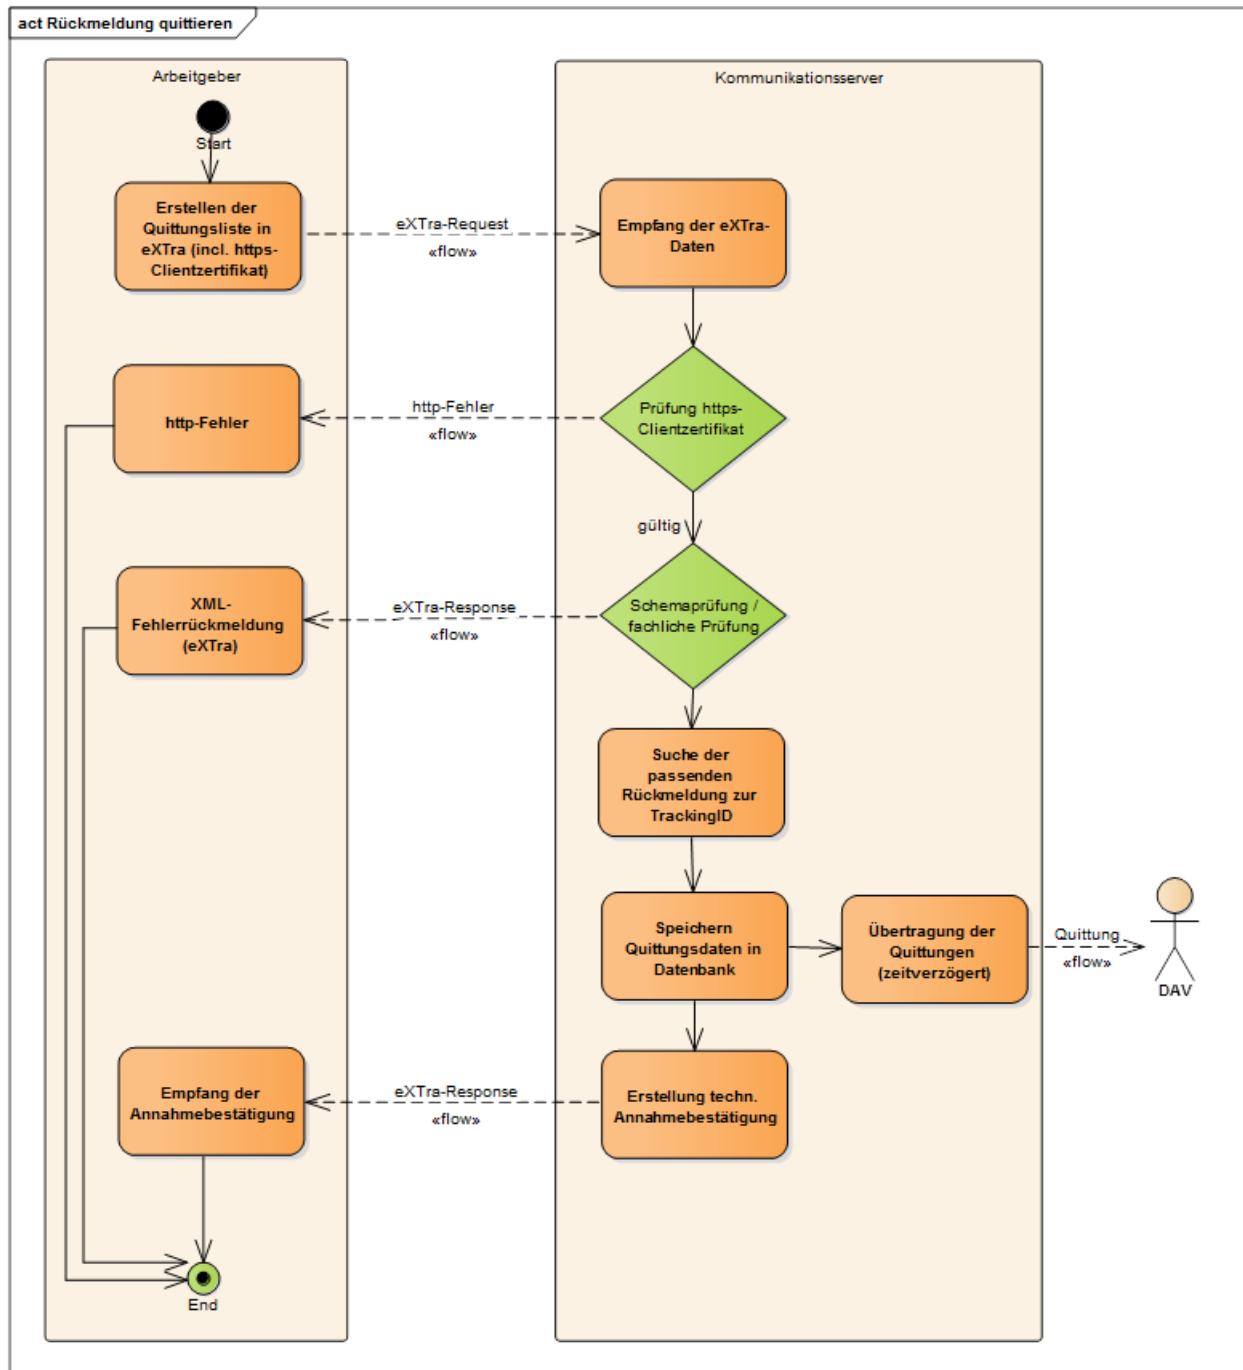 act Rückmeldung quittieren
Arbeitgeber
Kommunikationsserver
Start
Erstellen der
Quittungsliste in
eXTra (incl. https-
Clientzertifikat)
eXTra-Request
«flow»
Empfang der eXTra-
Daten
http-Fehler
http-Fehler
«flow»
Prüfung https-
Clientzertifikat
gültig
XML-
Fehlerrückmeldung
(eXTra)
eXTra-Response
«flow»
Schemaprüfung /
fachliche Prüfung
Suche der
passenden
Rückmeldung zur
TrackingID
Speichern
Quittungsdaten in
Datenbank
Übertragung der
Quittungen
(zeitverzögert)
Quittung
«flow»
DAV
Empfang der
Annahmebestätigung
eXTra-Response
«flow»
Erstellung techn.
Annahmebestätigung
End